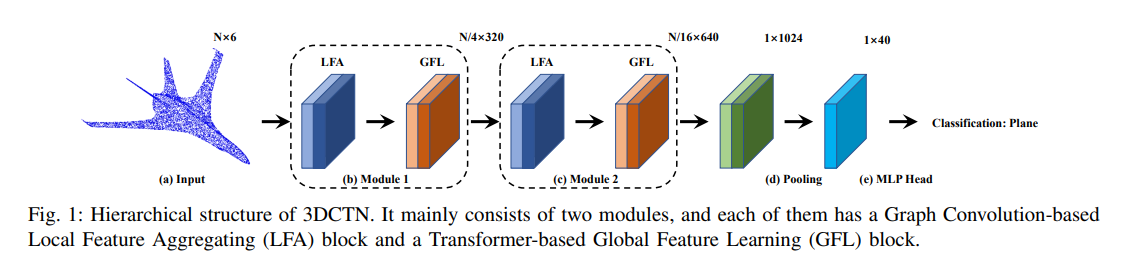 N×6
N/4×320
N/16×640
1×1024
1×40
LFA
GFL
LFA
GFL
Classification: Plane
(a) Input
(b) Module 1
(c) Module 2
(d) Pooling
(e) MLP Head
Fig. 1: Hierarchical structure of 3DCTN. It mainly consists of two modules, and each of them has a Graph Convolution-based
Local Feature Aggregating (LFA) block and a Transformer-based Global Feature Learning (GFL) block.